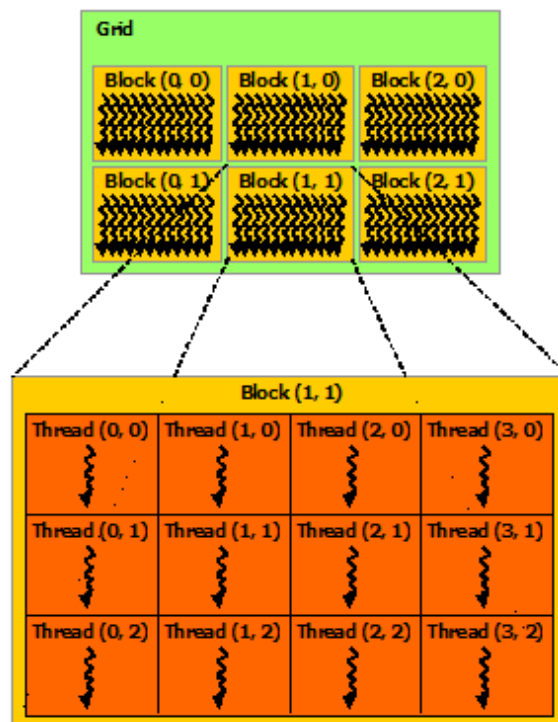 Grid
Block (0, 0) Block (1, 0) Block (2, 0)
Block (0, 1) Block (1, 1) Block (2, 1)
Block (1, 1)
Thread (0, 0) Thread (1, 0) Thread (2, 0) Thread (3, 0)
Thread (0, 1) Thread (1, 1) Thread (2, 1) Thread (3, 1)
Thread (0, 2) Thread (1, 2) Thread (2, 2) Thread (3, 2)